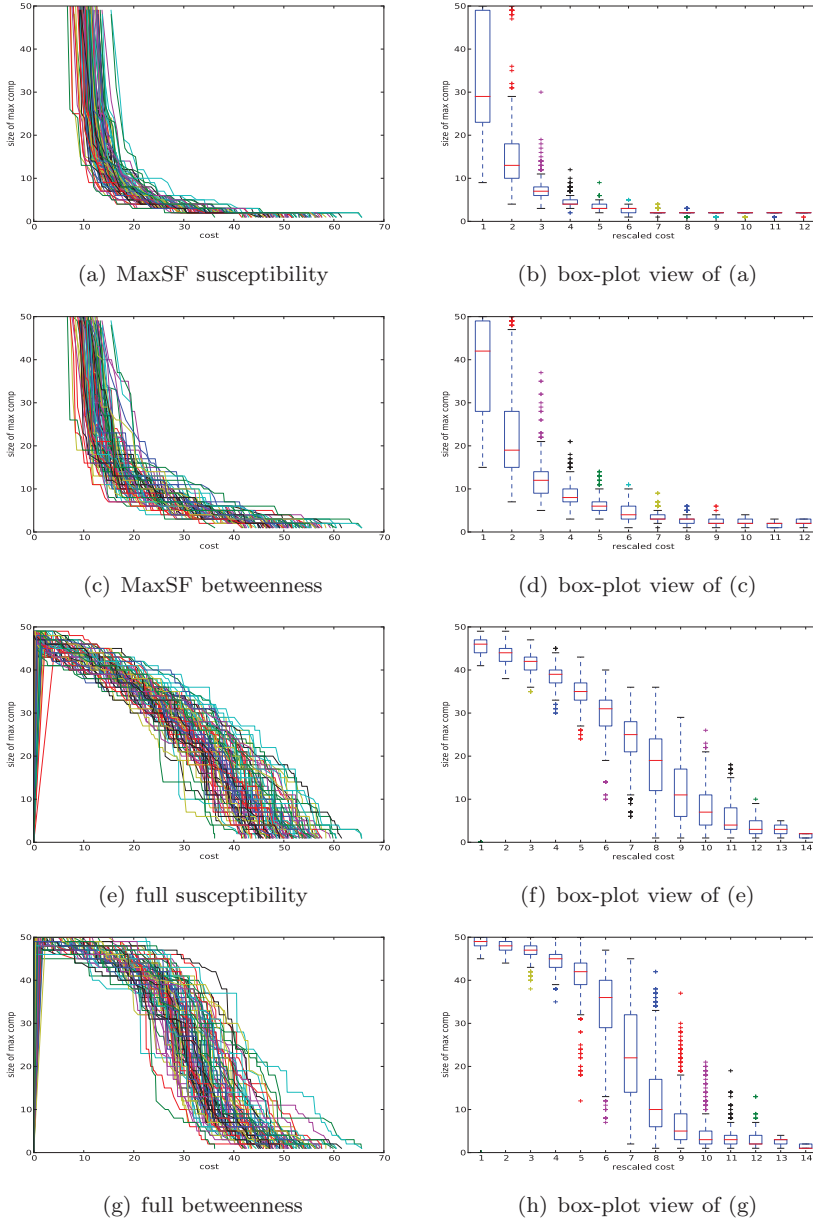 50
40
30
20
10
0
size of max comp
0 10 20 30 40 50 60 70
cost
(a) MaxSF susceptibility
50
40
30
20
10
0
size of max comp
1 2 3 4 5 6 7 8 9 10 11 12
rescaled cost
(b) box-plot view of (a)
50
40
30
20
10
0
size of max comp
0 10 20 30 40 50 60 70
cost
(c) MaxSF betweenness
50
40
30
20
10
0
size of max comp
1 2 3 4 5 6 7 8 9 10 11 12
rescaled cost
(d) box-plot view of (c)
50
40
30
20
10
0
size of max comp
0 10 20 30 40 50 60 70
cost
(e) full susceptibility
50
40
30
20
10
0
size of max comp
1 2 3 4 5 6 7 8 9 10 11 12 13 14
rescaled cost
(f) box-plot view of (e)
50
40
30
20
10
0
size of max comp
0 10 20 30 40 50 60 70
cost
(g) full betweenness
50
40
30
20
10
0
size of max comp
1 2 3 4 5 6 7 8 9 10 11 12 13 14
rescaled cost
(h) box-plot view of (g)